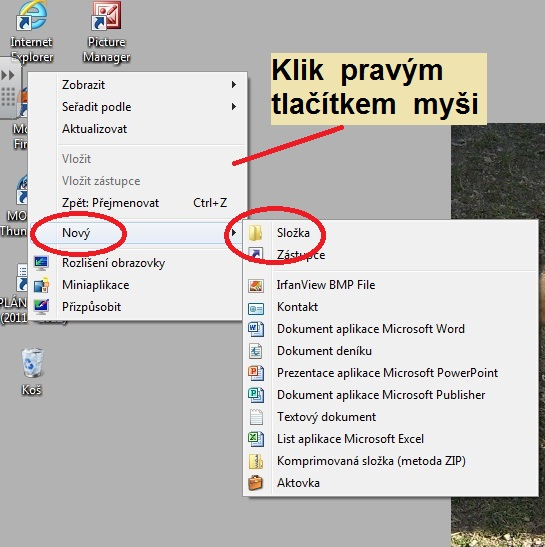 Internet
Explorer
Picture
Manager
Klik pravým
tlačítkem myši
Zobrazit
Seřadit podle
Aktualizovat
Vložit
Vložit zástupce
Zpět: Přejmenovat Ctrl+Z
Nový
Rozlišení obrazovky
Miniaplikace
Přizpůsobit
Složka
Zástupce
IrfanView BMP File
Kontakt
Dokument aplikace Microsoft Word
Dokument deníku
Prezentace aplikace Microsoft PowerPoint
Dokument aplikace Microsoft Publisher
Textový dokument
List aplikace Microsoft Excel
Komprimovaná složka (metoda ZIP)
Aktovka
Mo
Fir
MO
Thun
PLÁN
(2011
Koš